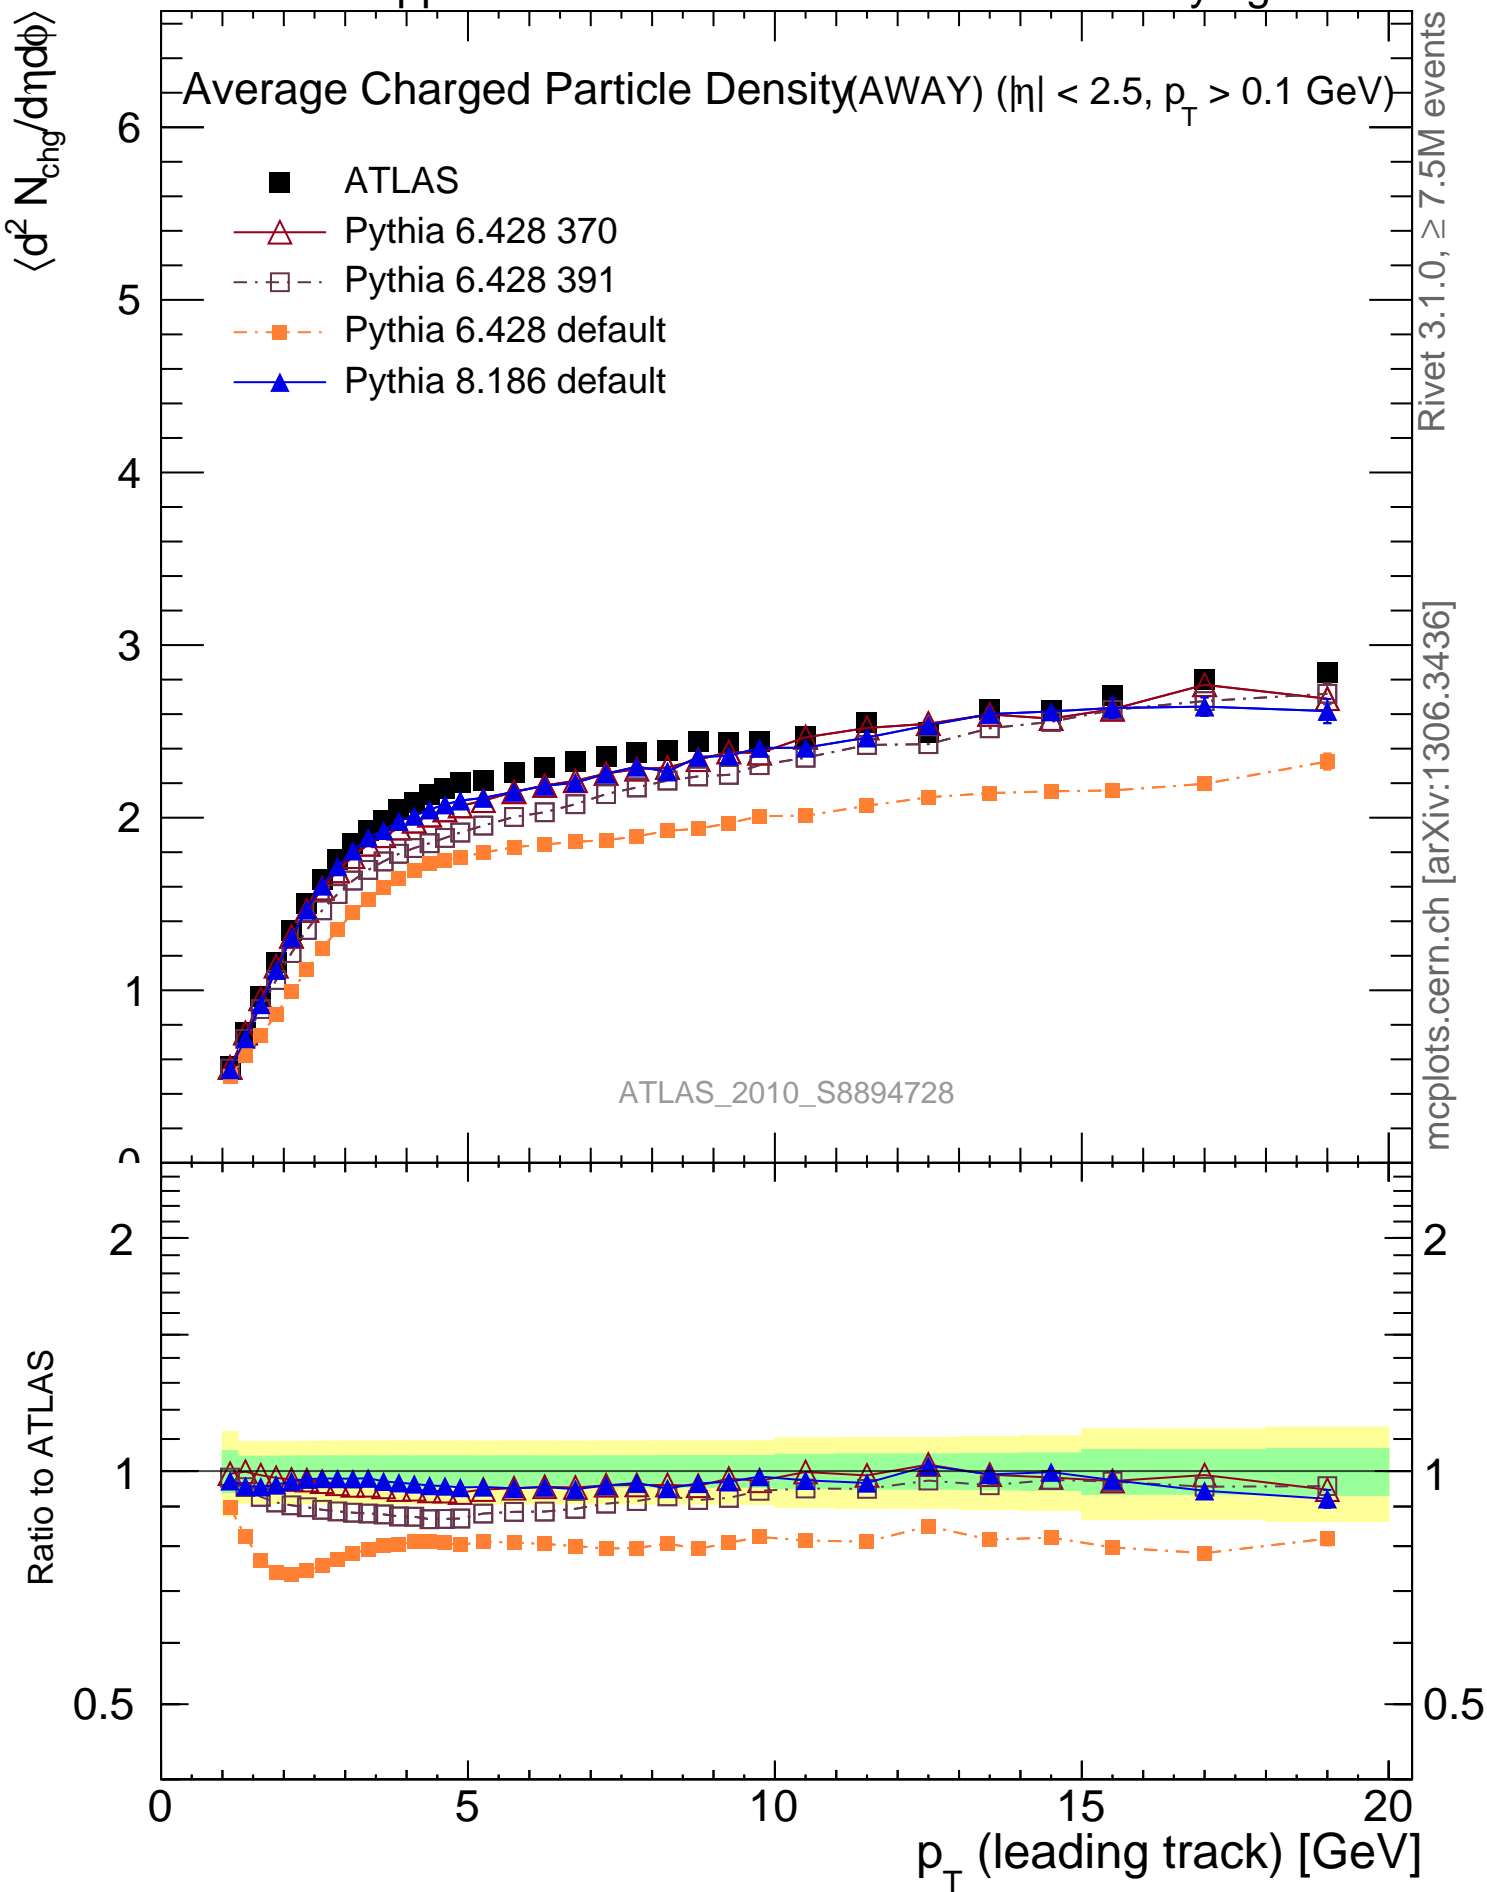 Average Charged Particle Density (AWAY) (|η| < 2.5, p_T > 0.1 GeV)
⟨d² N_chg/dηdϕ⟩
ATLAS
Pythia 6.428 370
Pythia 6.428 391
Pythia 6.428 default
Pythia 8.186 default
6
5
4
3
2
1
0
ATLAS_2010_S8894728
Rivet 3.1.0, ≥ 7.5M events
mcplots.cern.ch [arXiv:1306.3436]
Ratio to ATLAS
2 2
1 1
0.5 0.5
0 5 10 15 20
p_T (leading track) [GeV]